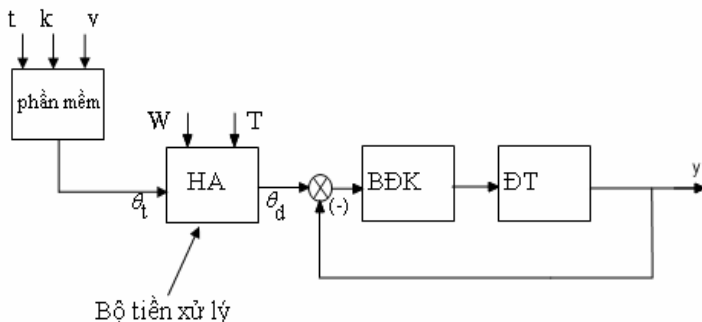 t k v
phần mềm
W T
HA
θt
θd
(-)
BĐK
ĐT
y
Bộ tiền xử lý